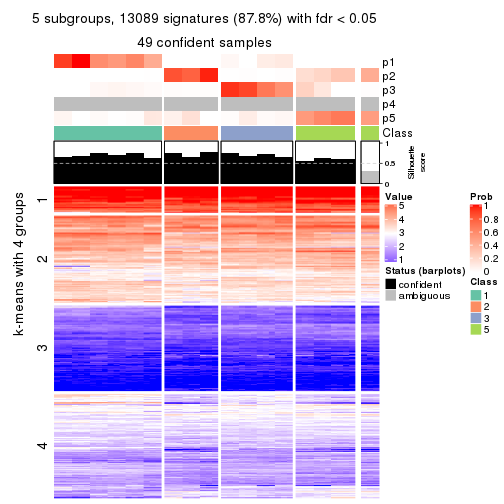 5 subgroups, 13089 signatures (87.8%) with fdr < 0.05
49 confident samples
p1
p2
p3
p4
p5
Class
1
0.5
0
Silhouette
score
k-means with 4 groups
1
2
3
4
Value
5
4
3
2
1
Status (barplots)
confident
ambiguous
Prob
1
0.8
0.6
0.4
0.2
0
Class
1
2
3
5